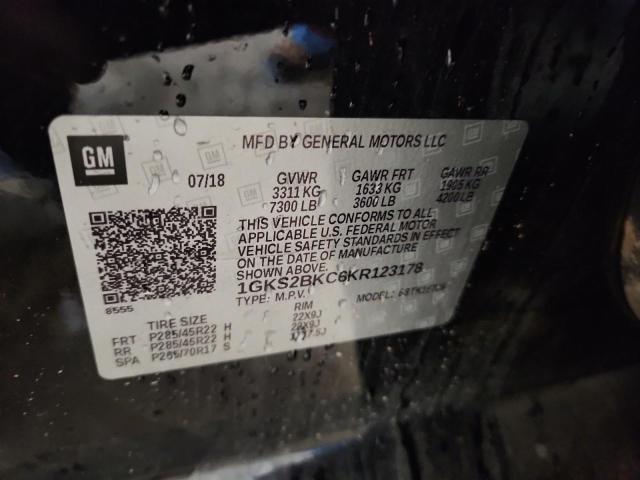 GM
MFD BY GENERAL MOTORS LLC
07/18
GVWR GAWR FRT GAWR RR
3311 KG 1633 KG 1905 KG
7300 LB 3600 LB 4200 LB
THIS VEHICLE CONFORMS TO ALL
APPLICABLE U.S. FEDERAL MOTOR
VEHICLE SAFETY STANDARDS IN EFFECT
ON THE DATE OF MANUFACTURE
SHOWN ABOVE.
1GKS2BKC6KR123178
TYPE: M.P.V. MODEL:
8555
TIRE SIZE RIM
FRT P285/45R22 H 22X9J
RR P285/45R22 H 22X9J
SPA P265/70R17 S